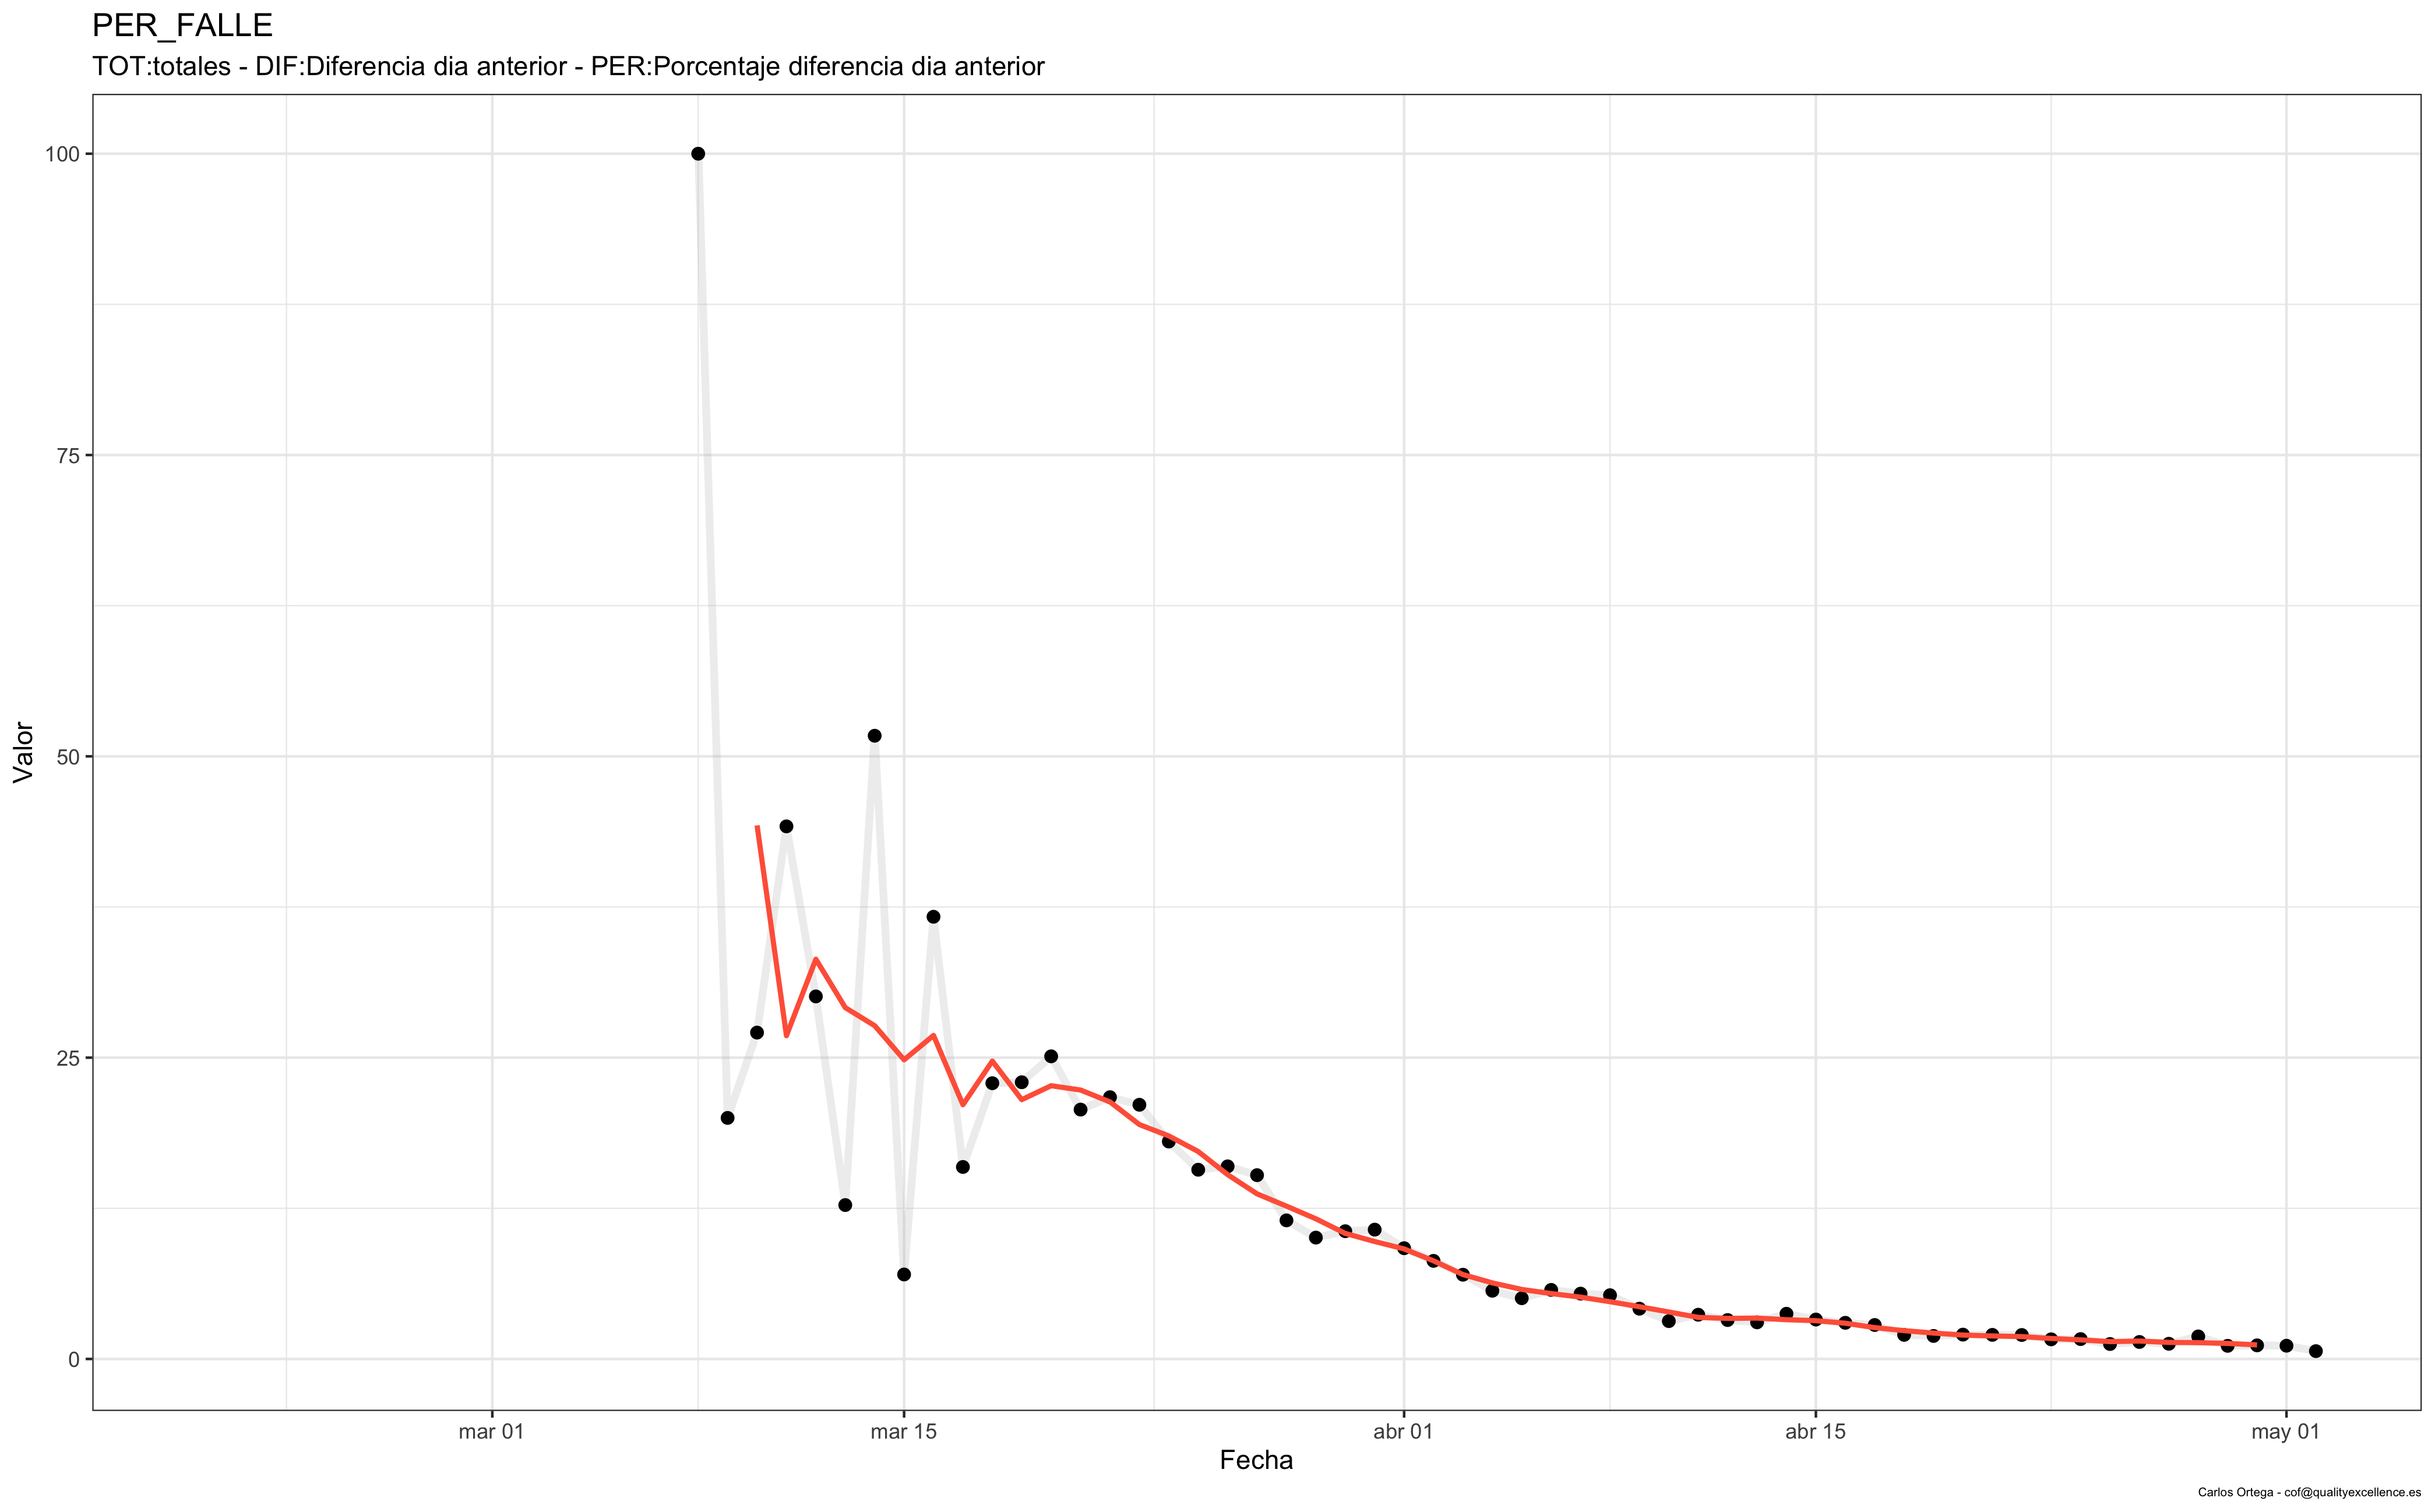 PER_FALLE
TOT:totales - DIF:Diferencia dia anterior - PER:Porcentaje diferencia dia anterior
100
75
50
25
0
Valor
mar 01
mar 15
abr 01
abr 15
may 01
Fecha
Carlos Ortega - cof@qualityexcellence.es